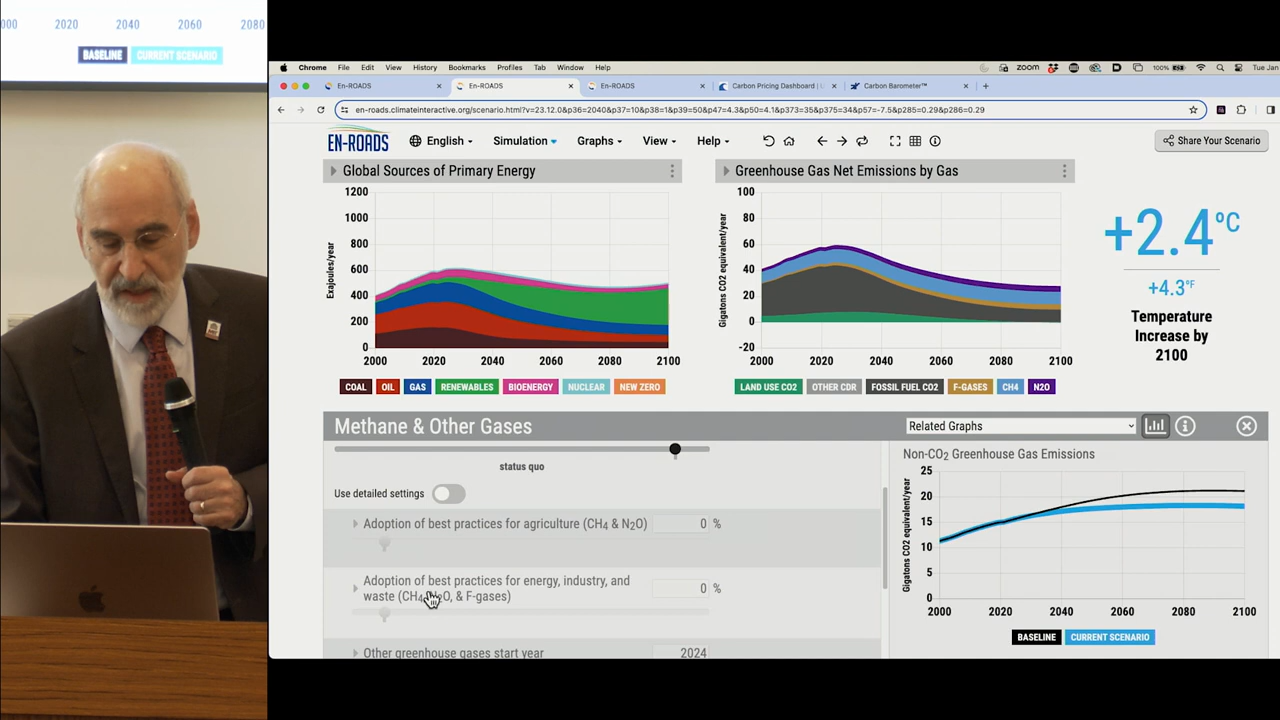 000 2020 2040 2060 2080
BASELINE CURRENT SCENARIO
Chrome File Edit View History Bookmarks Profiles Tab Window Help zoom 100% Tue Jan
En-ROADS × En-ROADS × En-ROADS × Carbon Pricing Dashboard | × Carbon Barometer™ ×
en-roads.climateinteractive.org/scenario.html?v=23.12.0&p36=2040&p37=10&p38=1&p39=50&p47=4.3&p50=4.1&p373=35&p375=34&p57=-7.5&p285=0.29&p286=0.29
EN-ROADS English Simulation Graphs View Help Share Your Scenario
Global Sources of Primary Energy
Exajoules/year
1200
1000
800
600
400
200
0
2000 2020 2040 2060 2080 2100
COAL OIL GAS RENEWABLES BIOENERGY NUCLEAR NEW ZERO
Greenhouse Gas Net Emissions by Gas
Gigatons CO2 equivalent/year
100
80
60
40
20
0
-20
2000 2020 2040 2060 2080 2100
LAND USE CO2 OTHER CDR FOSSIL FUEL CO2 F-GASES CH4 N2O
+2.4°C
+4.3°F
Temperature
Increase by
2100
Methane & Other Gases
status quo
Use detailed settings
Adoption of best practices for agriculture (CH4 & N2O) 0 %
Adoption of best practices for energy, industry, and
waste (CH4, N2O, & F-gases) 0 %
Other greenhouse gases start year 2024
Related Graphs
Non-CO2 Greenhouse Gas Emissions
Gigatons CO2 equivalent/year
25
20
15
10
5
0
2000 2020 2040 2060 2080 2100
BASELINE CURRENT SCENARIO